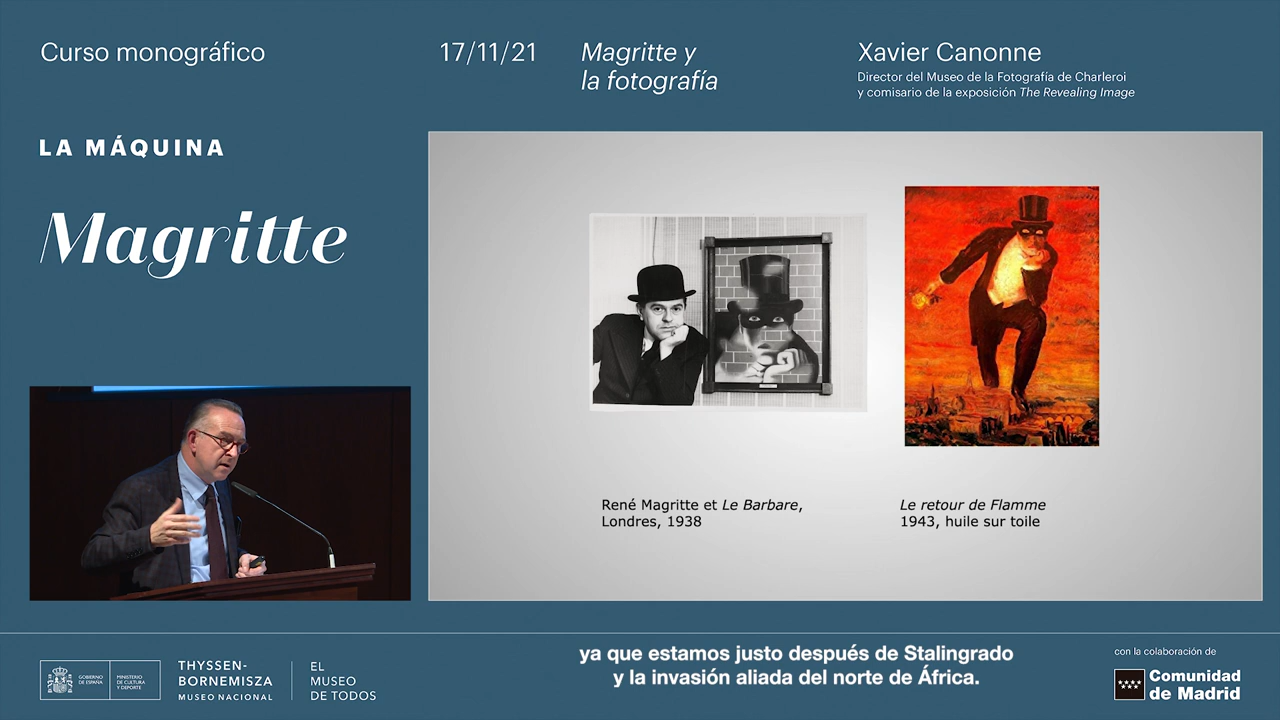 Curso monográfico
17/11/21
Magritte y
la fotografía
Xavier Canonne
Director del Museo de la Fotografía de Charleroi
y comisario de la exposición The Revealing Image
LA MÁQUINA
Magritte
René Magritte et Le Barbare,
Londres, 1938
Le retour de Flamme
1943, huile sur toile
ya que estamos justo después de Stalingrado
y la invasión aliada del norte de África.
GOBIERNO
DE ESPAÑA
MINISTERIO
DE CULTURA
Y DEPORTE
THYSSEN-
BORNEMISZA
MUSEO NACIONAL
EL
MUSEO
DE TODOS
con la colaboración de
Comunidad
de Madrid